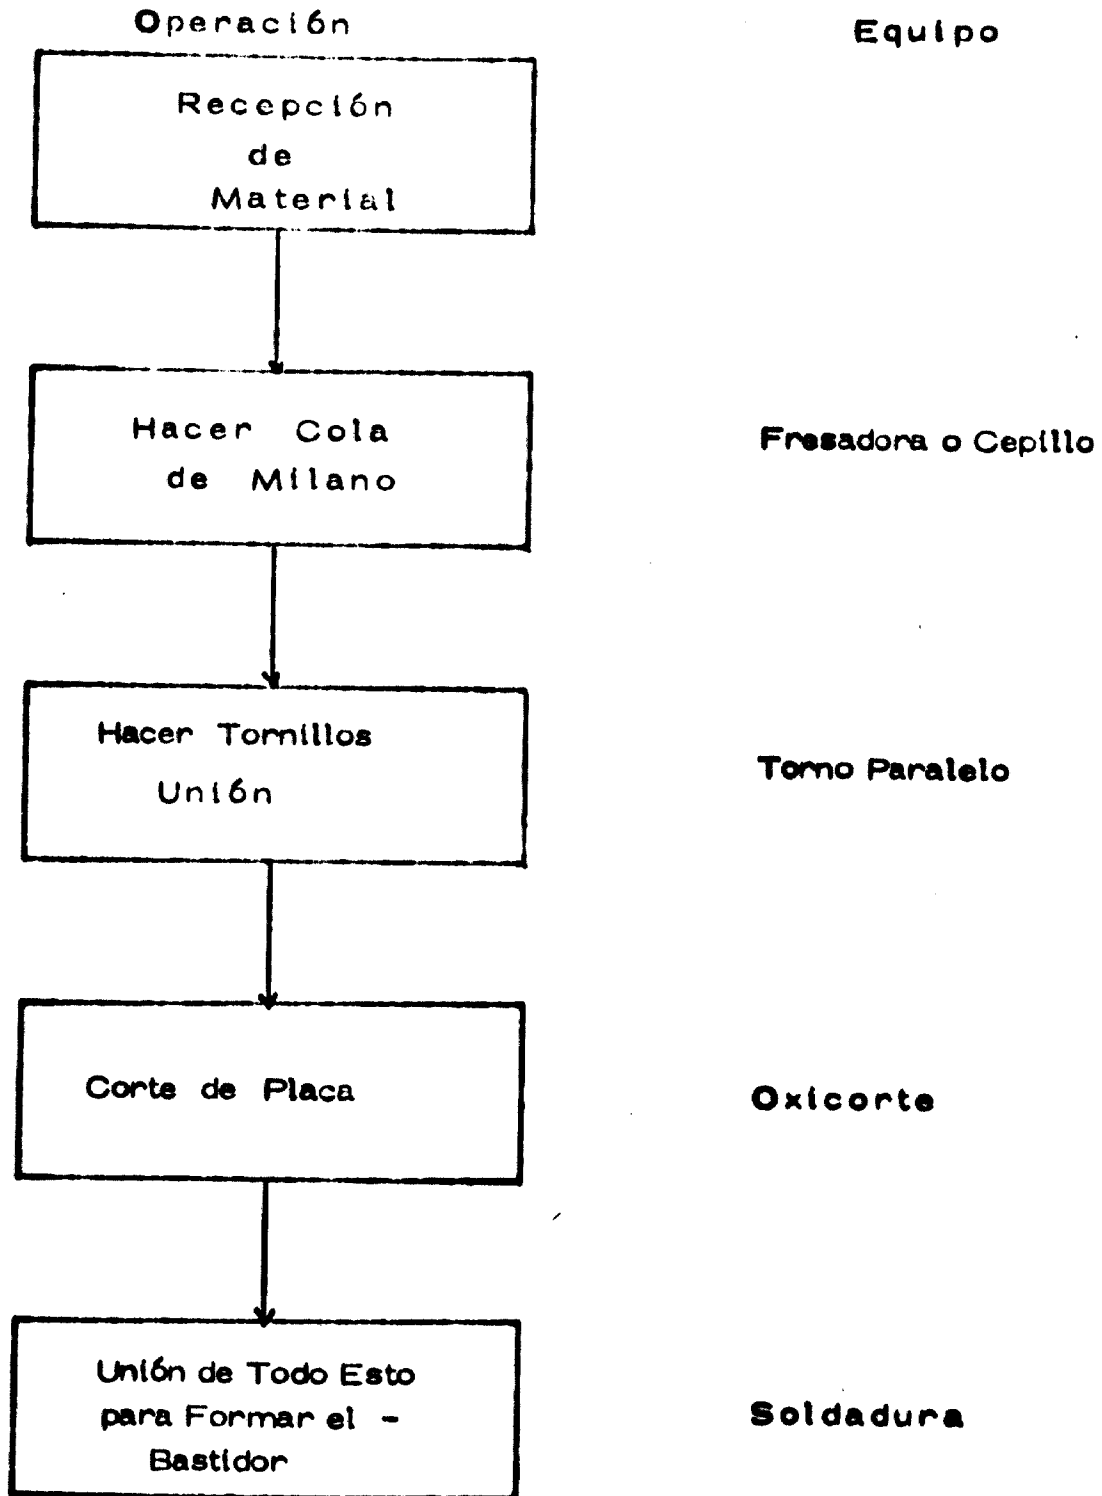 Operación
Equipo
Recepción
de
Material
Hacer Cola
de Milano
Fresadora o Cepillo
Hacer Tornillos
Unión
Torno Paralelo
Corte de Placa
Oxicorte
Unión de Todo Esto
para Formar el -
Bastidor
Soldadura